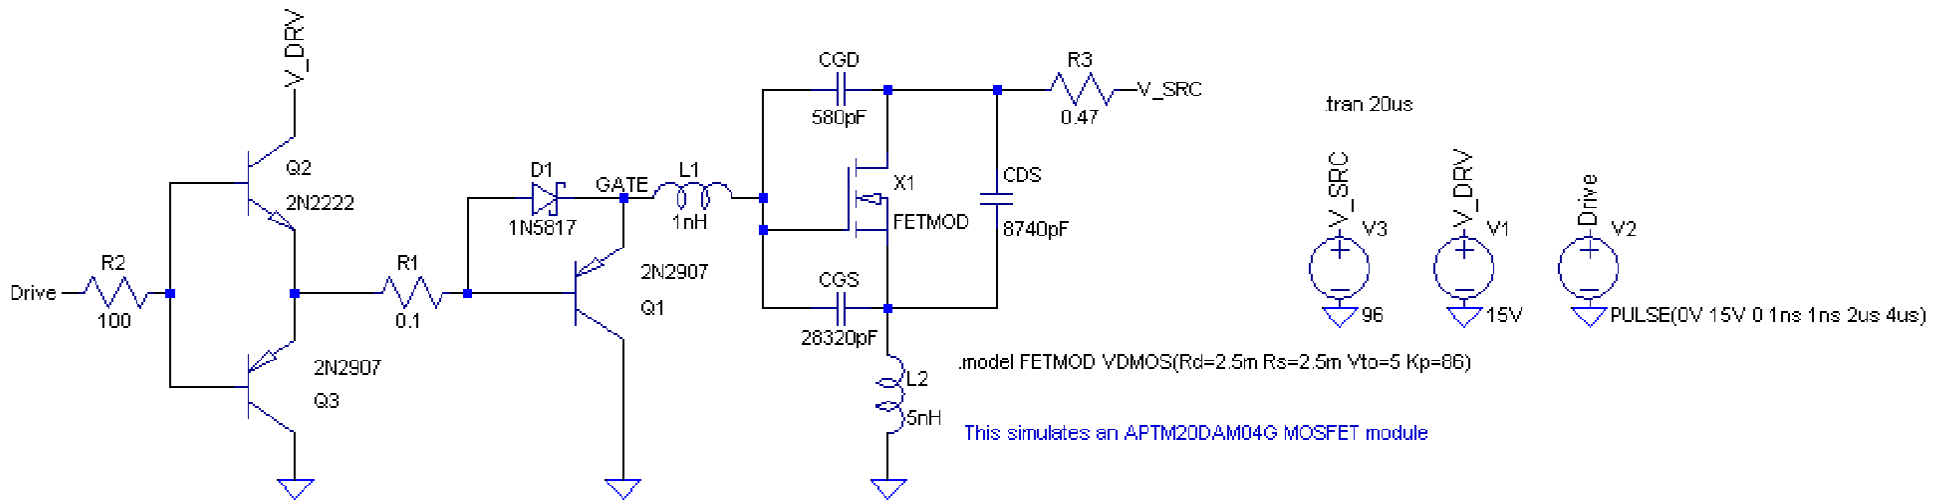 V_DRV
Q2
2N2222
Drive
R2
100
2N2907
Q3
R1
0.1
D1
1N5817
GATE
2N2907
Q1
L1
1nH
CGD
580pF
X1
FETMOD
CGS
28320pF
CDS
8740pF
R3
0.47
V_SRC
L2
5nH
.model FETMOD VDMOS(Rd=2.5m Rs=2.5m Vto=5 Kp=86)
This simulates an APTM20DAM04G MOSFET module
.tran 20us
V_SRC
V3
96
V_DRV
V1
15V
Drive
V2
PULSE(0V 15V 0 1ns 1ns 2us 4us)